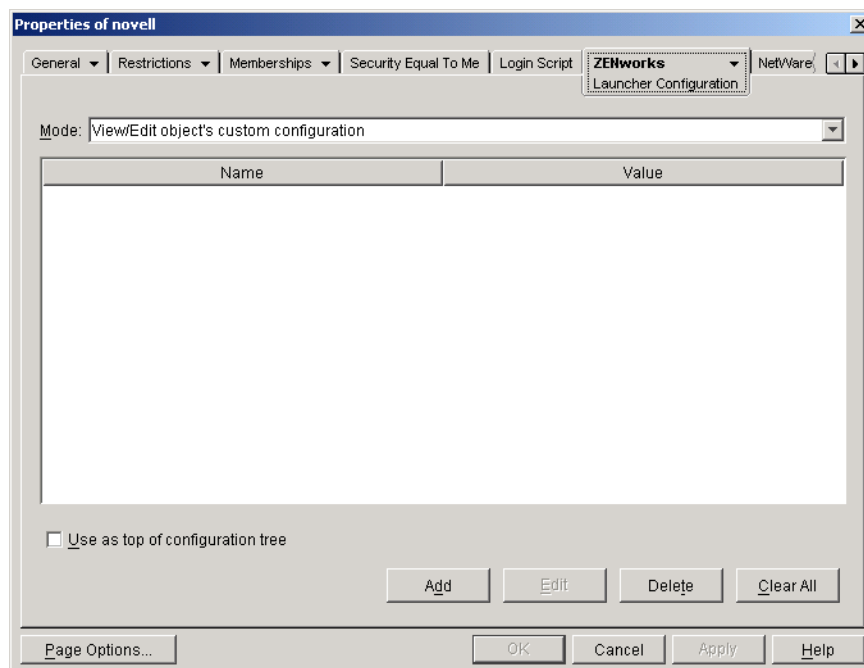 Properties of novell
General Restrictions Memberships Security Equal To Me Login Script ZENworks NetWare
Launcher Configuration
Mode: View/Edit object's custom configuration
Name Value
Use as top of configuration tree
Add Edit Delete Clear All
Page Options... OK Cancel Apply Help